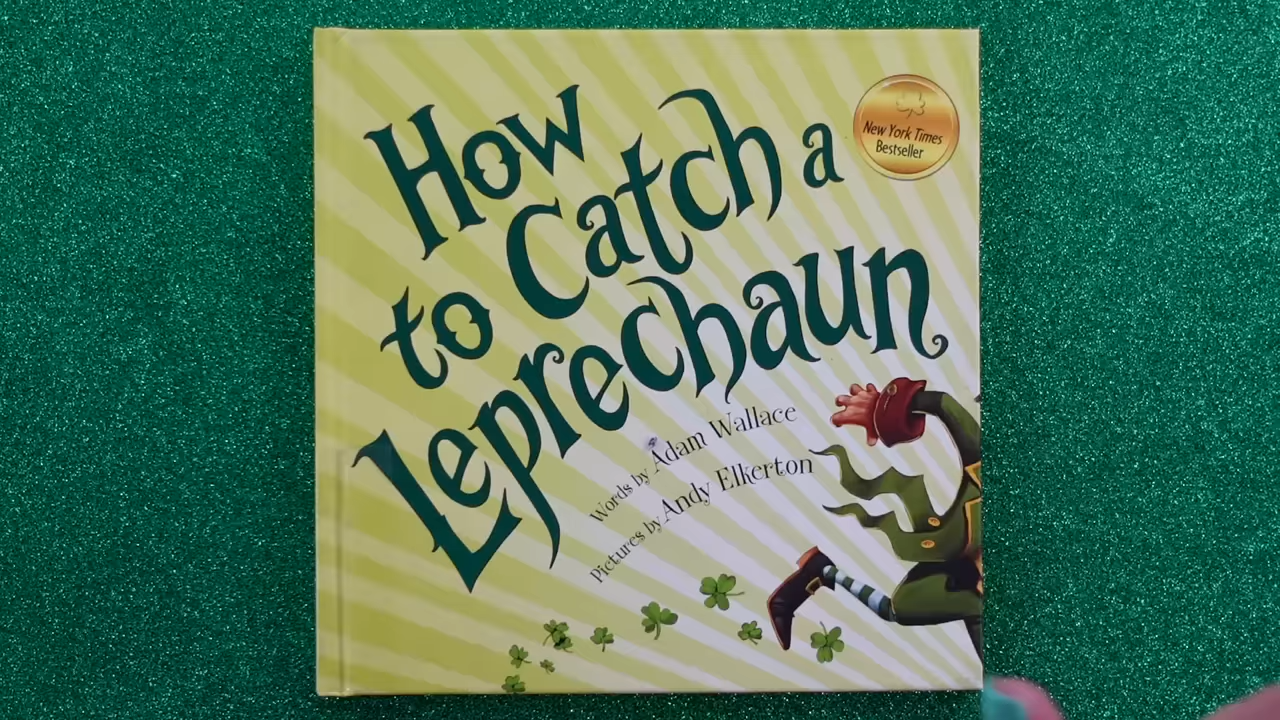 How
to Catch a
Leprechaun
New York Times
Bestseller
Words by Adam Wallace
Pictures by Andy Elkerton